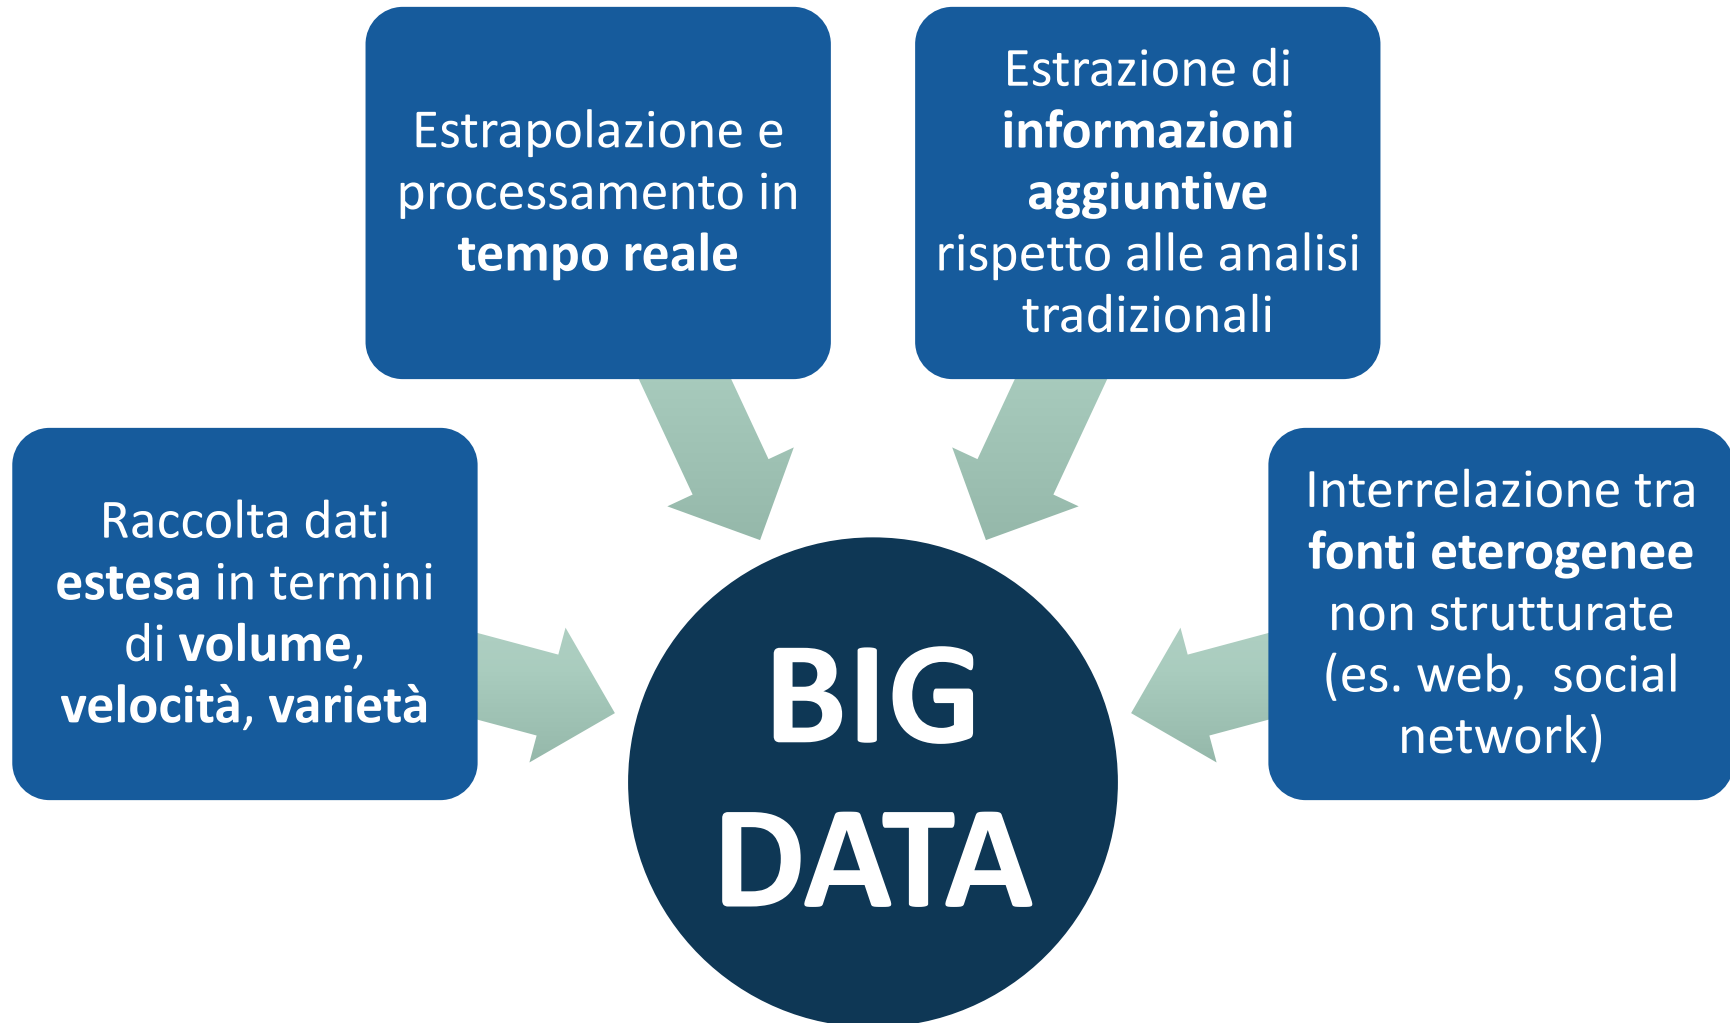 Estrapolazione e
processamento in
tempo reale
Estrazione di
informazioni
aggiuntive
rispetto alle analisi
tradizionali
Raccolta dati
estesa in termini
di volume,
velocità, varietà
Interrelazione tra
fonti eterogenee
non strutturate
(es. web,  social
network)
BIG
DATA